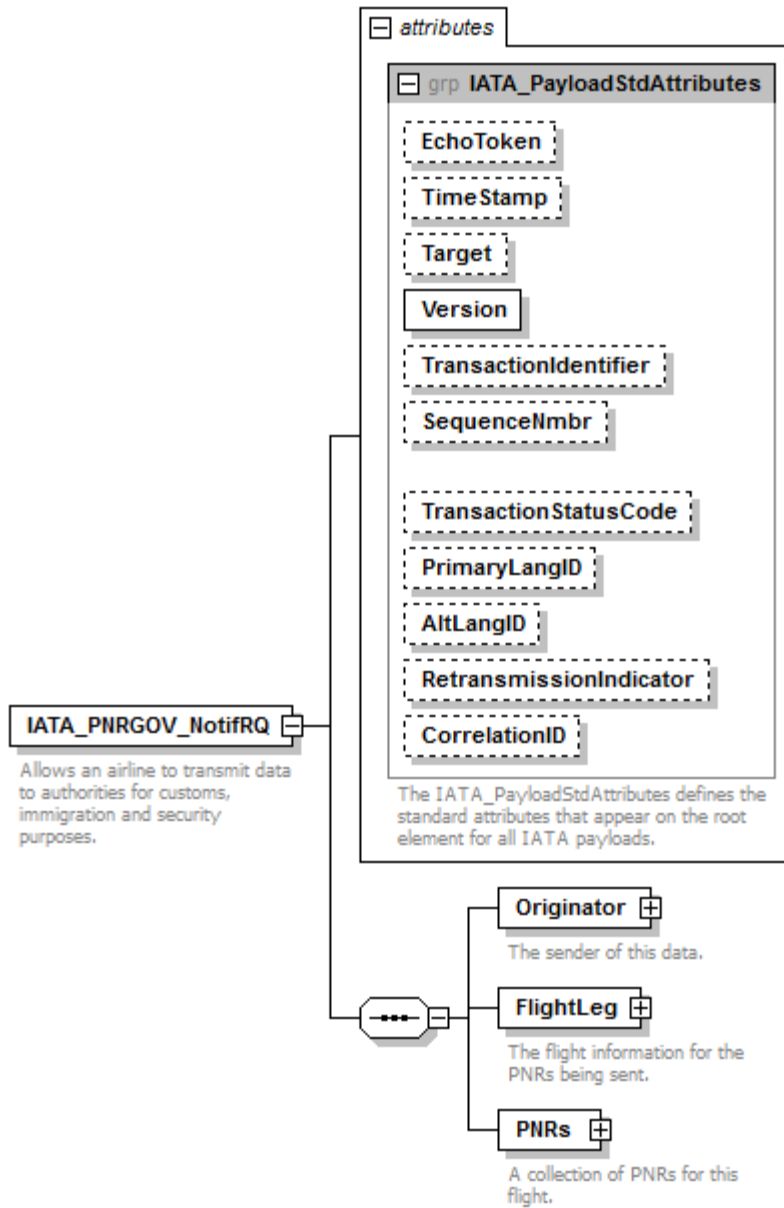 attributes
grp IATA_PayloadStdAttributes
EchoToken
TimeStamp
Target
Version
TransactionIdentifier
SequenceNmbr
TransactionStatusCode
PrimaryLangID
AltLangID
RetransmissionIndicator
CorrelationID
The IATA_PayloadStdAttributes defines the
standard attributes that appear on the root
element for all IATA payloads.
IATA_PNRGOV_NotifRQ
Allows an airline to transmit data
to authorities for customs,
immigration and security
purposes.
Originator
The sender of this data.
FlightLeg
The flight information for the
PNRs being sent.
PNRs
A collection of PNRs for this
flight.